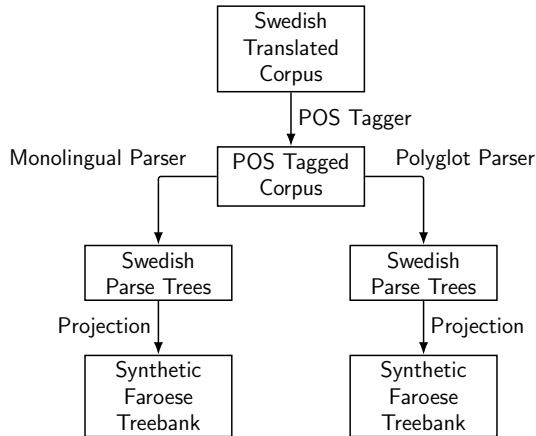 Swedish
Translated
Corpus
POS Tagger
Monolingual Parser
Polyglot Parser
POS Tagged
Corpus
Swedish
Parse Trees
Swedish
Parse Trees
Projection
Projection
Synthetic
Faroese
Treebank
Synthetic
Faroese
Treebank